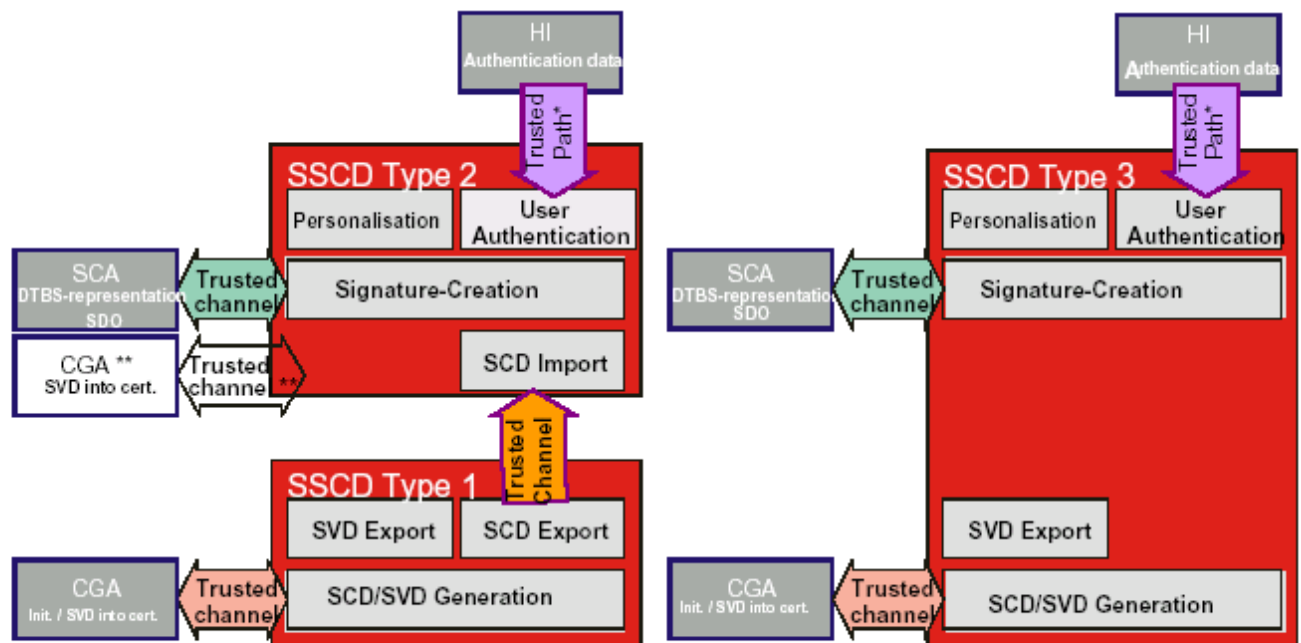 HI
Authentication data
Trusted Path*
SSCD Type 2
Personalisation
User
Authentication
SCA
DTBS-representation
SDO
Trusted
channel
Signature-Creation
CGA **
SVD into cert.
Trusted
channel **
SCD Import
Trusted Channel
SSCD Type 1
SVD Export
SCD Export
CGA
Init. / SVD into cert.
Trusted
channel
SCD/SVD Generation
HI
Authentication data
Trusted Path*
SSCD Type 3
Personalisation
User
Authentication
SCA
DTBS-representation
SDO
Trusted
channel
Signature-Creation
SVD Export
CGA
Init. / SVD into cert.
Trusted
channel
SCD/SVD Generation